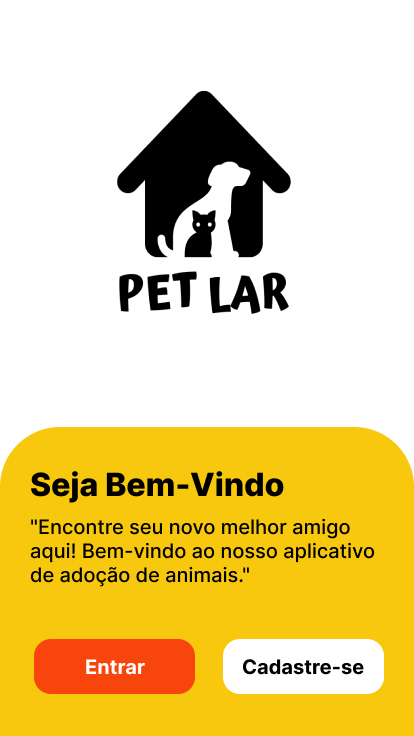 PET LAR
Seja Bem-Vindo
"Encontre seu novo melhor amigo
aqui! Bem-vindo ao nosso aplicativo
de adoção de animais."
Entrar
Cadastre-se